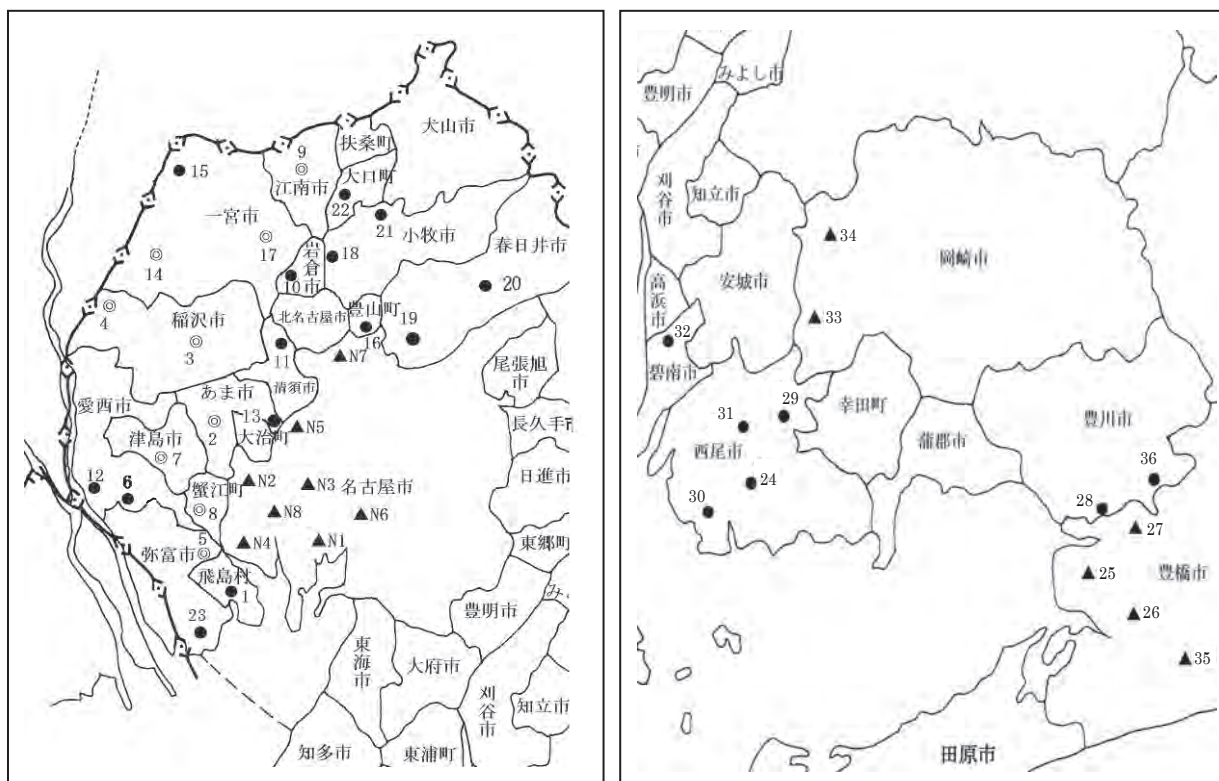 犬山市
扶桑町
9
江南市
大口町
22
15
一宮市
17
21
小牧市
春日井市
岩倉市
18
10
20
14
4
稲沢市
3
北名古屋市
豊山町
16
19
11
N7
尾張旭市
あま市
清須市
愛西市
2
13
大治町
N5
長久手市
津島市
7
12
6
蟹江町
8
N2
N3
名古屋市
日進市
N8
N6
弥富市
5
N4
N1
東郷町
飛島村
1
み
23
豊明市
東海市
大府市
刈谷市
知立市
知多市
東浦町
みよし市
豊明市
刈谷市
知立市
34
岡崎市
安城市
高浜市
32
33
碧南市
29
31
幸田町
豊川市
西尾市
蒲郡市
24
36
30
28
27
25
豊橋市
26
35
田原市